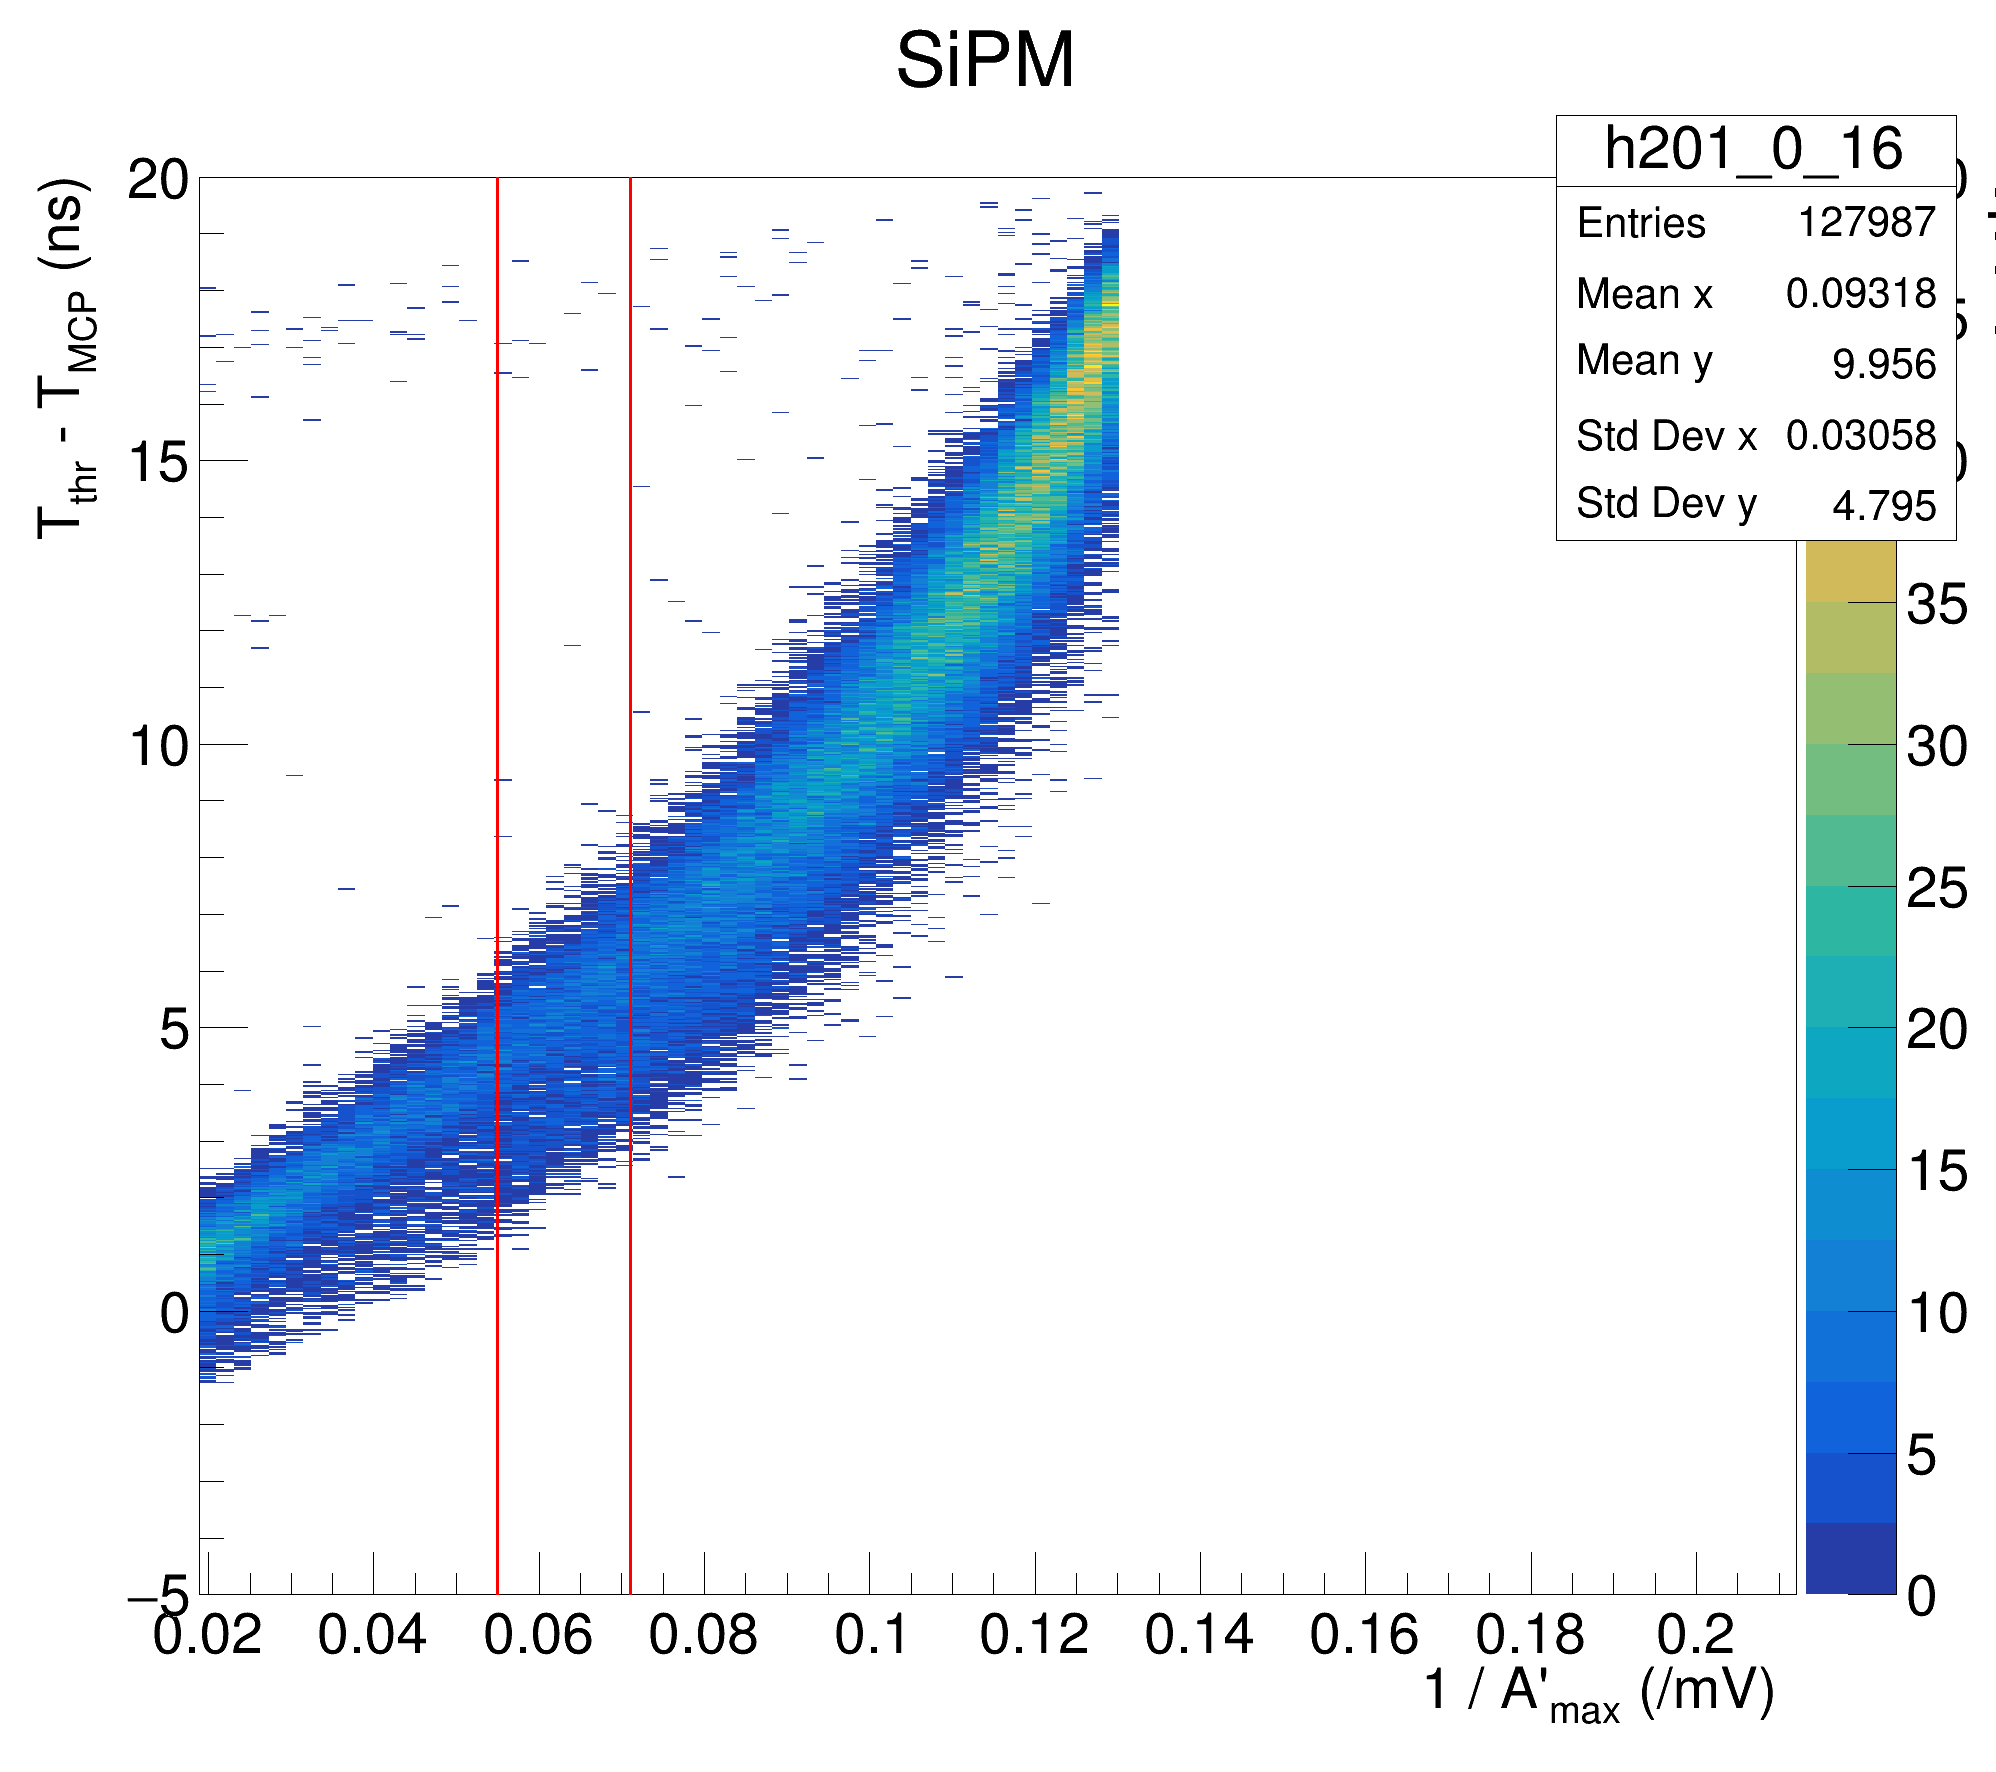 SiPM
h201_0_16
Entries 127987
Mean x 0.09318
Mean y 9.956
Std Dev x 0.03058
Std Dev y 4.795
T_thr - T_MCP (ns)
20
15
10
5
0
−5
0.02 0.04 0.06 0.08 0.1 0.12 0.14 0.16 0.18 0.2
1 / A'_max (/mV)
35
30
25
20
15
10
5
0